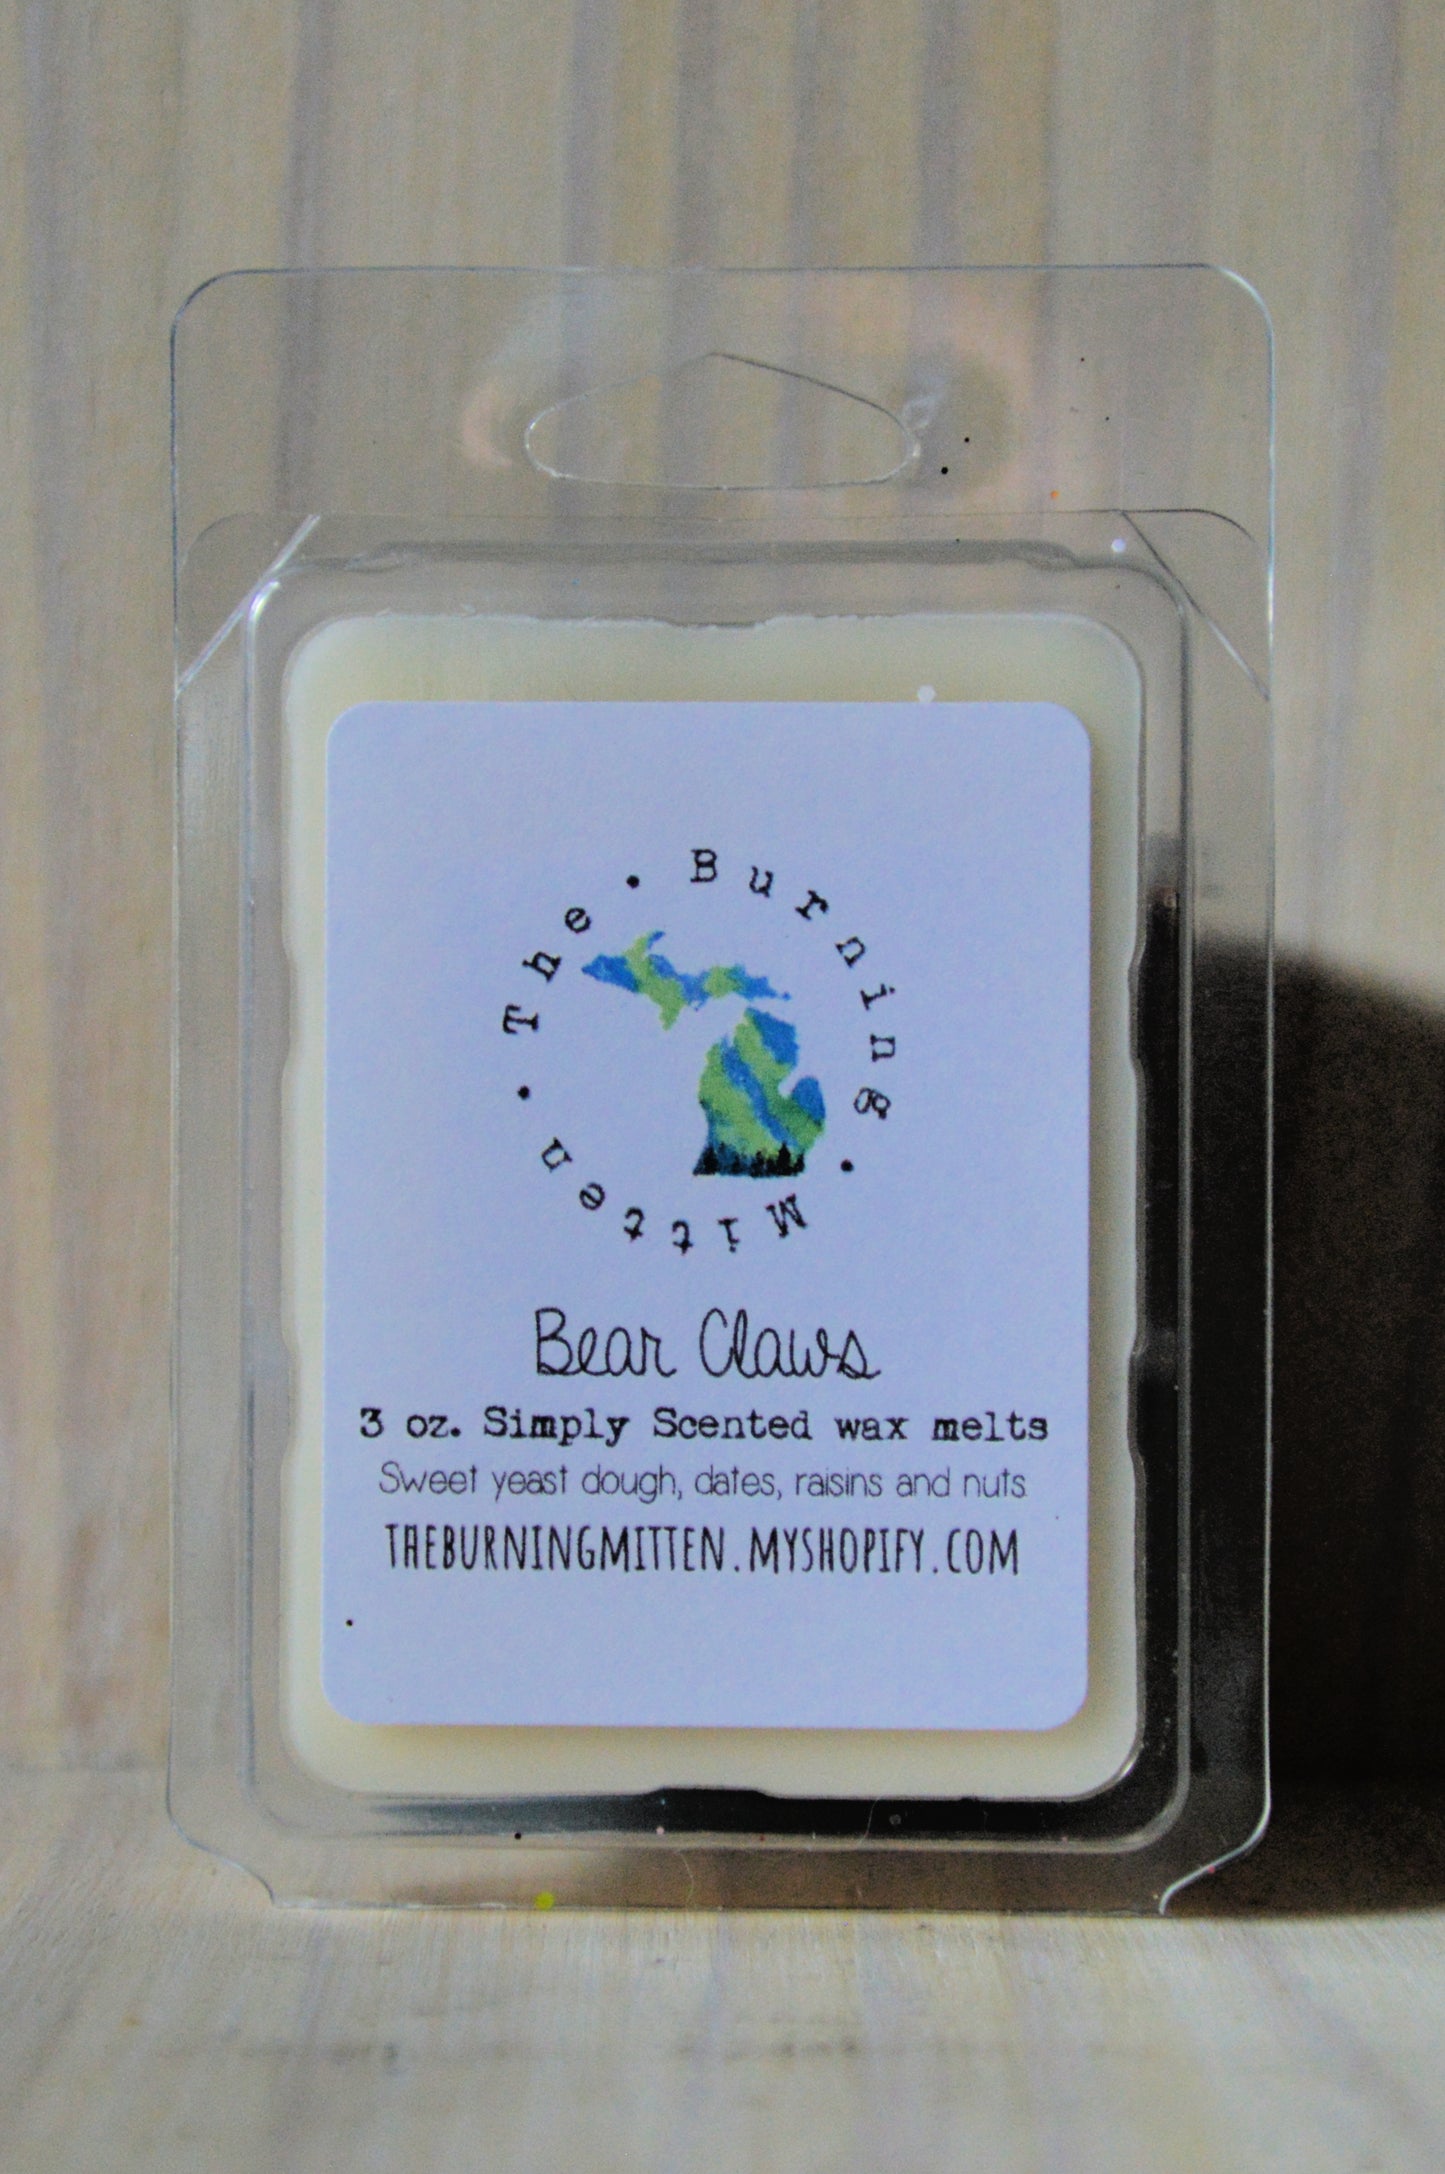 • The • Burning • Mitten
Bear Claws
3 oz. Simply Scented wax melts
Sweet yeast dough, dates, raisins and nuts
THEBURNINGMITTEN.MYSHOPIFY.COM